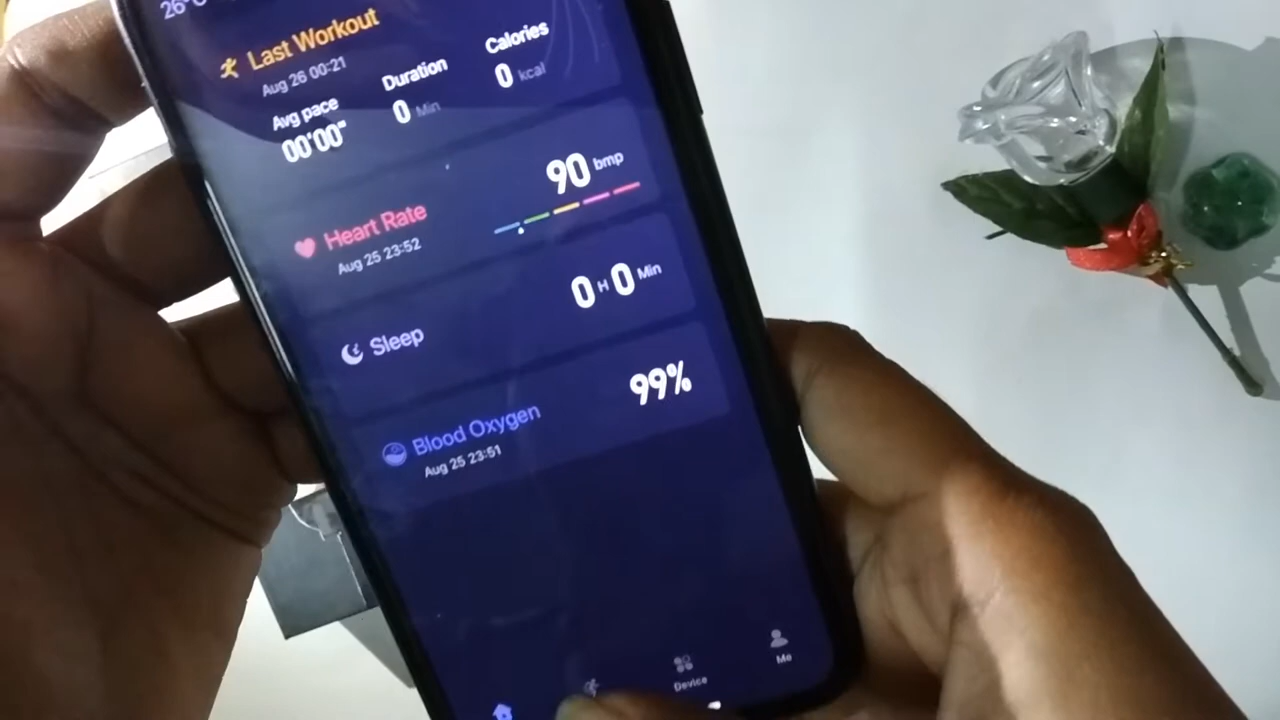 26°C
Last Workout
Aug 26 00:21
Avg pace
Duration
Calories
00'00"
0 Min
0 kcal
Heart Rate
90 bmp
Aug 25 23:52
Sleep
0 H 0 Min
Blood Oxygen
99%
Aug 25 23:51
Device
Me